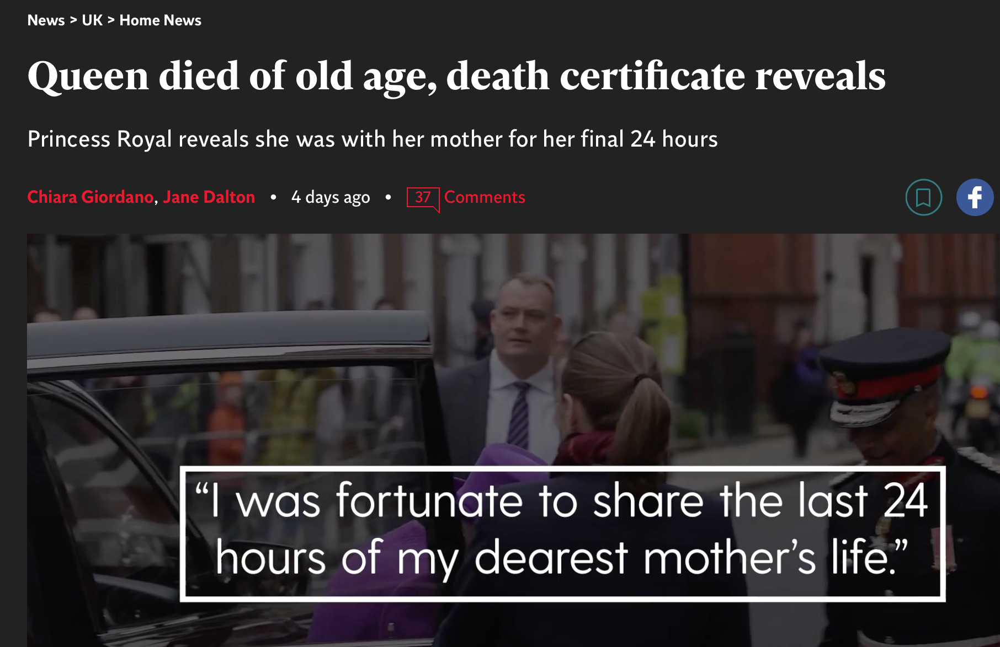 News > UK > Home News
Queen died of old age, death certificate reveals
Princess Royal reveals she was with her mother for her final 24 hours
Chiara Giordano, Jane Dalton • 4 days ago • 37 Comments
“I was fortunate to share the last 24
hours of my dearest mother’s life.”